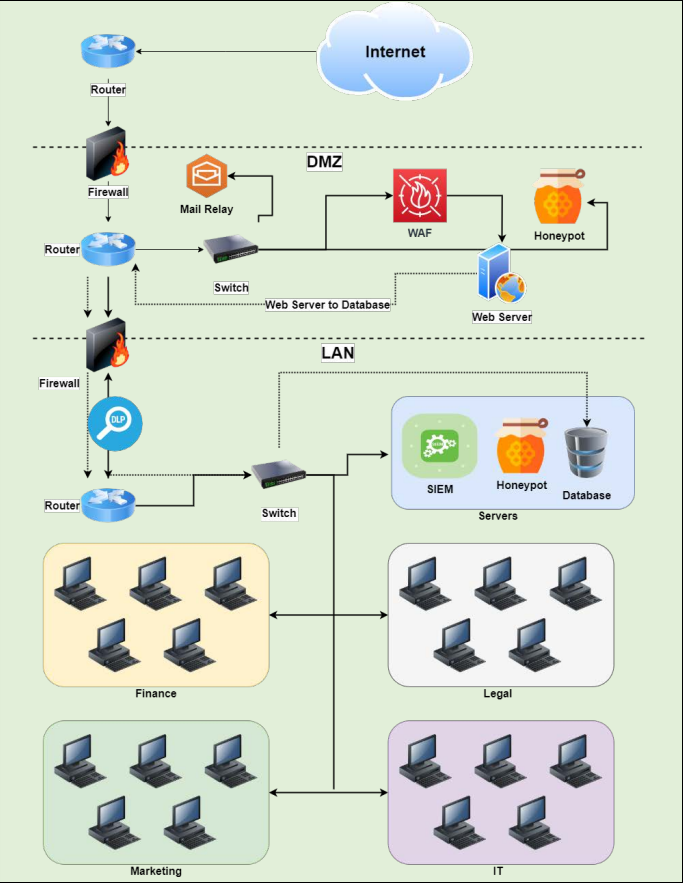 Internet
Router
DMZ
Firewall
Mail Relay
WAF
Honeypot
Router
Switch
Web Server to Database
Web Server
LAN
Firewall
DLP
SIEM
Honeypot
Database
Router
Switch
Servers
Finance
Legal
Marketing
IT